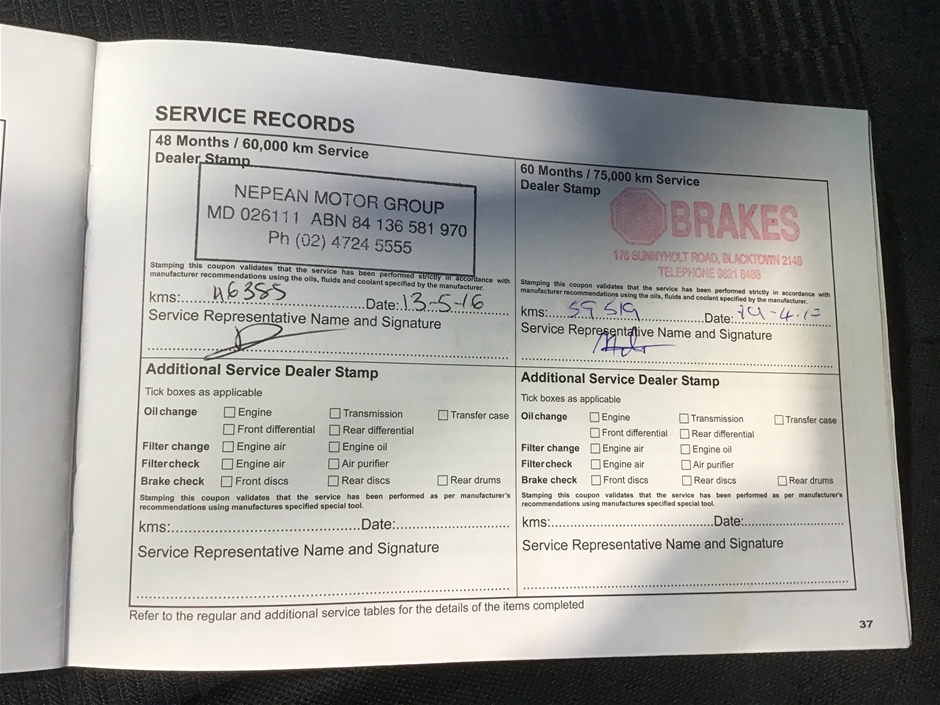 SERVICE RECORDS
48 Months / 60,000 km Service
Dealer Stamp
NEPEAN MOTOR GROUP
MD 026111 ABN 84 136 581 970
Ph (02) 4724 5555
Stamping this coupon validates that the service has been performed strictly in accordance with
manufacturer recommendations using the oils, fluids and coolant specified by the manufacturer.
kms: 46385 Date: 13-5-16
Service Representative Name and Signature
60 Months / 75,000 km Service
Dealer Stamp
BRAKES
176 SUNNYHOLT ROAD, BLACKTOWN 2148
TELEPHONE 9621 6488
Stamping this coupon validates that the service has been performed strictly in accordance with
manufacturer recommendations using the oils, fluids and coolant specified by the manufacturer.
kms: Date:
Service Representative Name and Signature
Additional Service Dealer Stamp
Tick boxes as applicable
Oil change Engine Transmission Transfer case
Front differential Rear differential
Filter change Engine air Engine oil
Filter check Engine air Air purifier
Brake check Front discs Rear discs Rear drums
Stamping this coupon validates that the service has been performed as per manufacturer's
recommendations using manufactures specified special tool.
kms: Date:
Service Representative Name and Signature
Additional Service Dealer Stamp
Tick boxes as applicable
Oil change Engine Transmission Transfer case
Front differential Rear differential
Filter change Engine air Engine oil
Filter check Engine air Air purifier
Brake check Front discs Rear discs Rear drums
Stamping this coupon validates that the service has been performed as per manufacturer's
recommendations using manufactures specified special tool.
kms: Date:
Service Representative Name and Signature
Refer to the regular and additional service tables for the details of the items completed
37